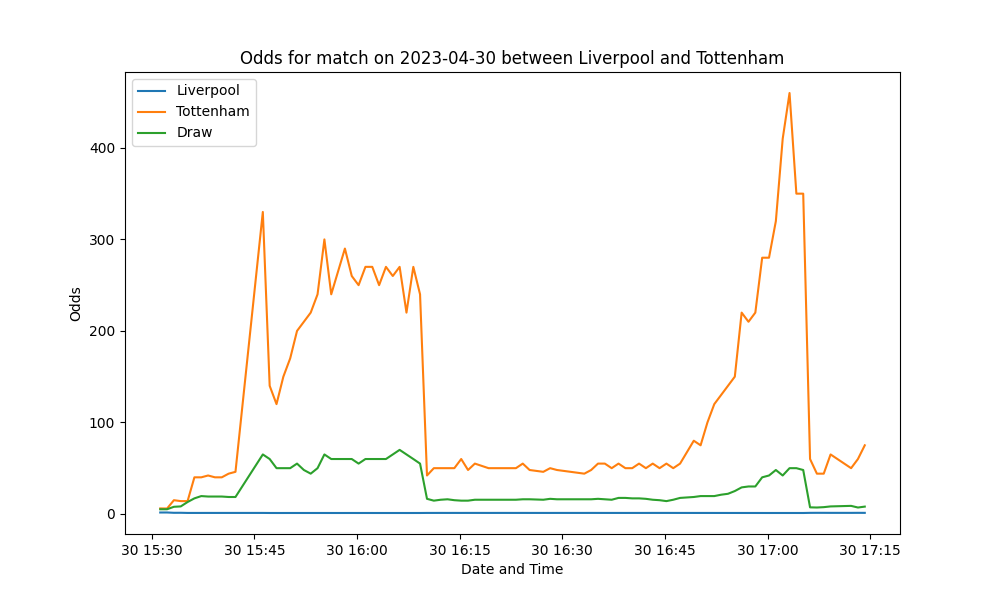 Odds for match on 2023-04-30 between Liverpool and Tottenham
Liverpool
Tottenham
Draw
400
300
200
100
0
Odds
30 15:30
30 15:45
30 16:00
30 16:15
30 16:30
30 16:45
30 17:00
30 17:15
Date and Time